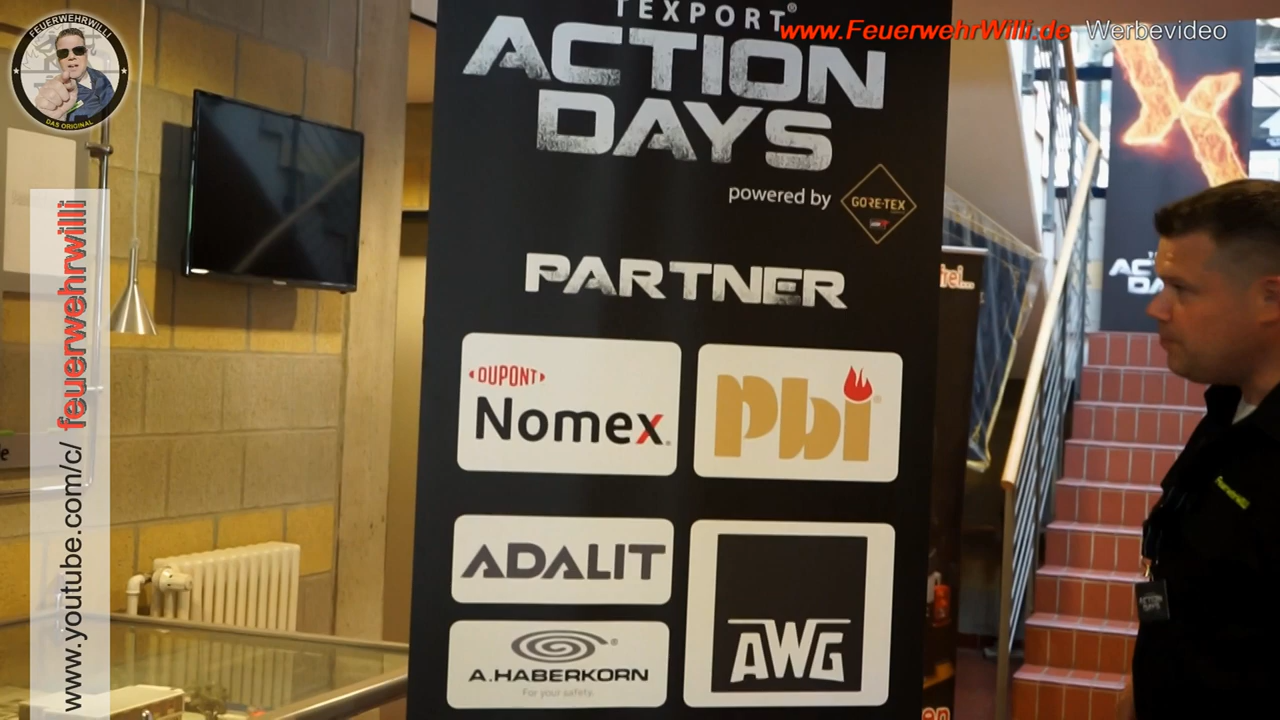 TEXPORT®
ACTION
DAYS
powered by
GORE-TEX
PARTNER
‹DUPONT›
Nomex®
pbi®
ADALIT
AWG
A.HABERKORN®
For your safety.
www.FeuerwehrWilli.de Werbevideo
FEUERWEHRWILLI
DAS ORIGINAL
www.youtube.com/c/feuerwehrwilli
X
feuerwehrwilli
ACTION
DAYS